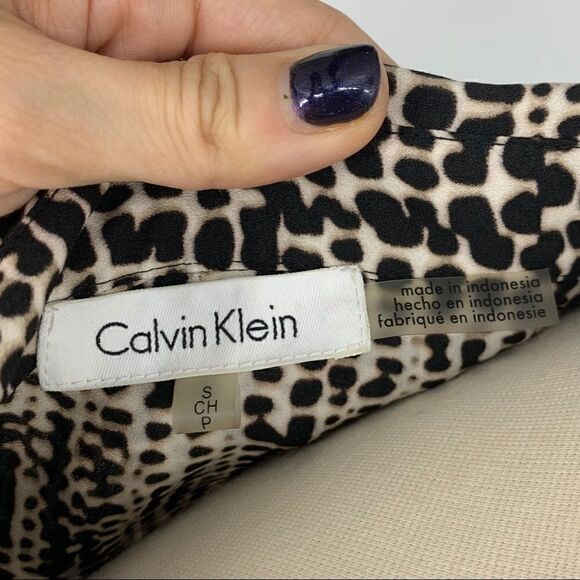 Calvin Klein
made in indonesia
hecho en indonesia
fabriqué en indonesie
S
CH
P